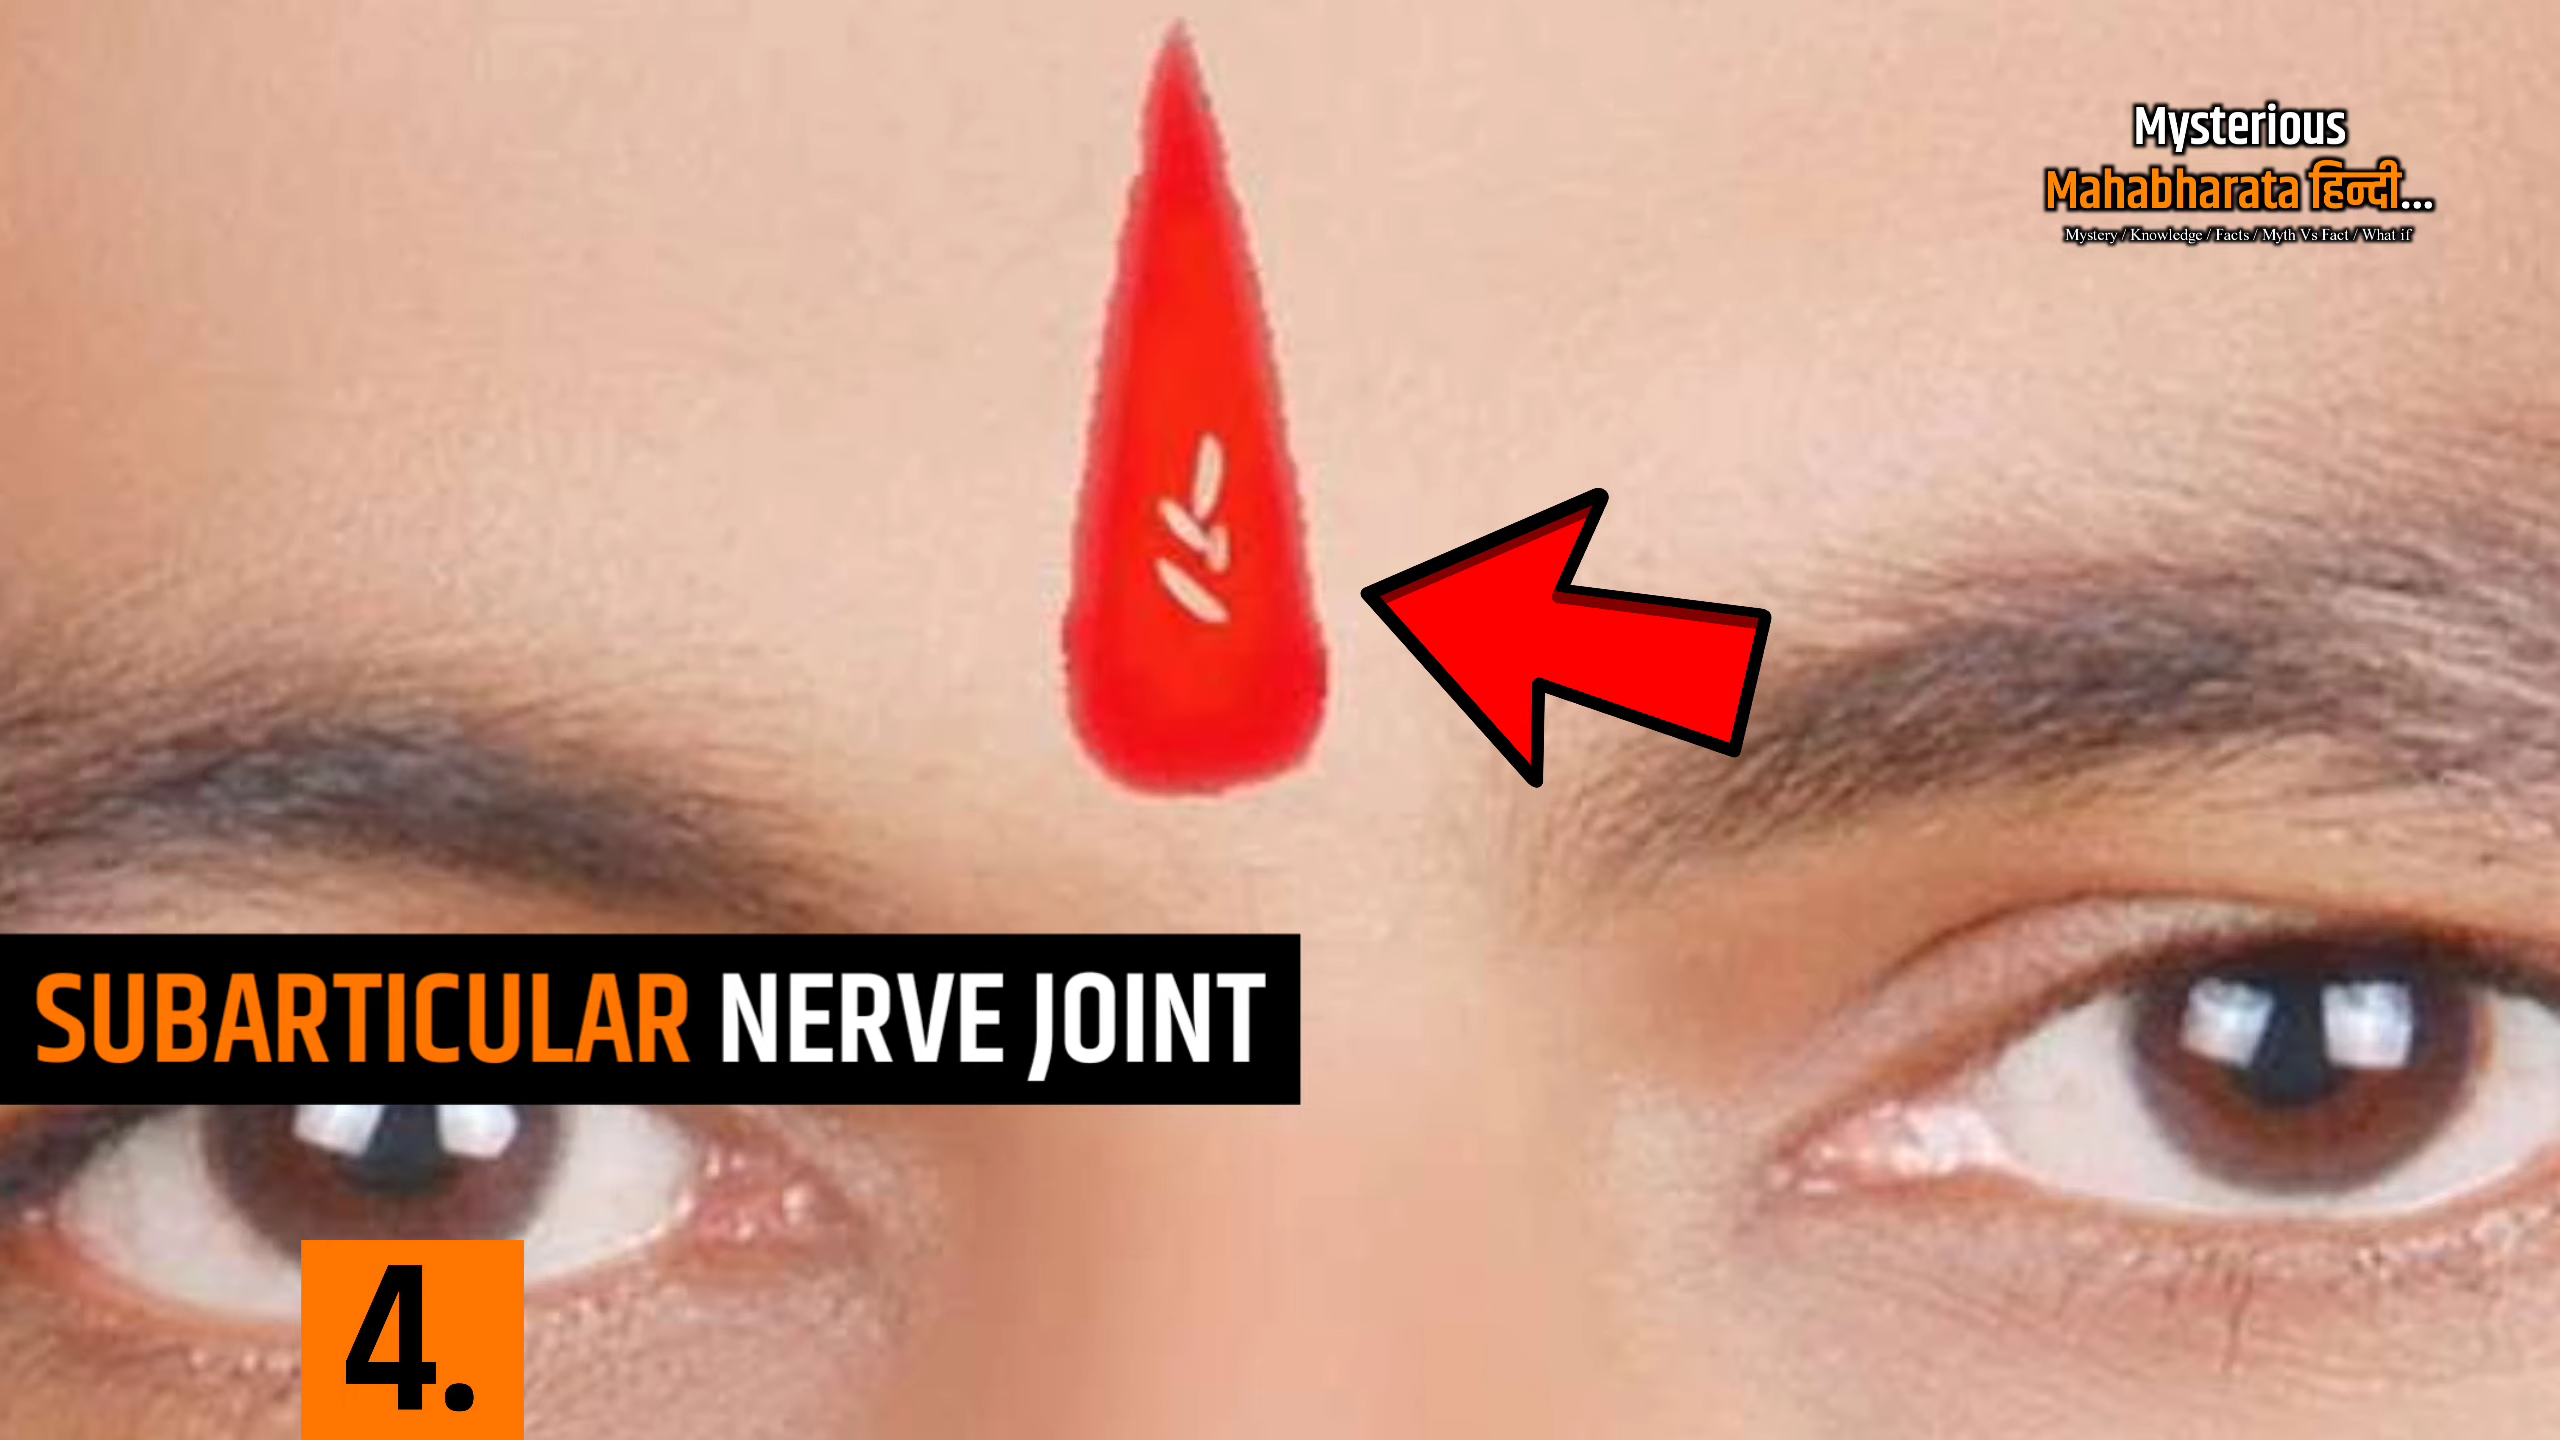 Mysterious
Mahabharata हिन्दी...
Mystery / Knowledge / Facts / Myth Vs Fact / What if
SUBARTICULAR NERVE JOINT
4.